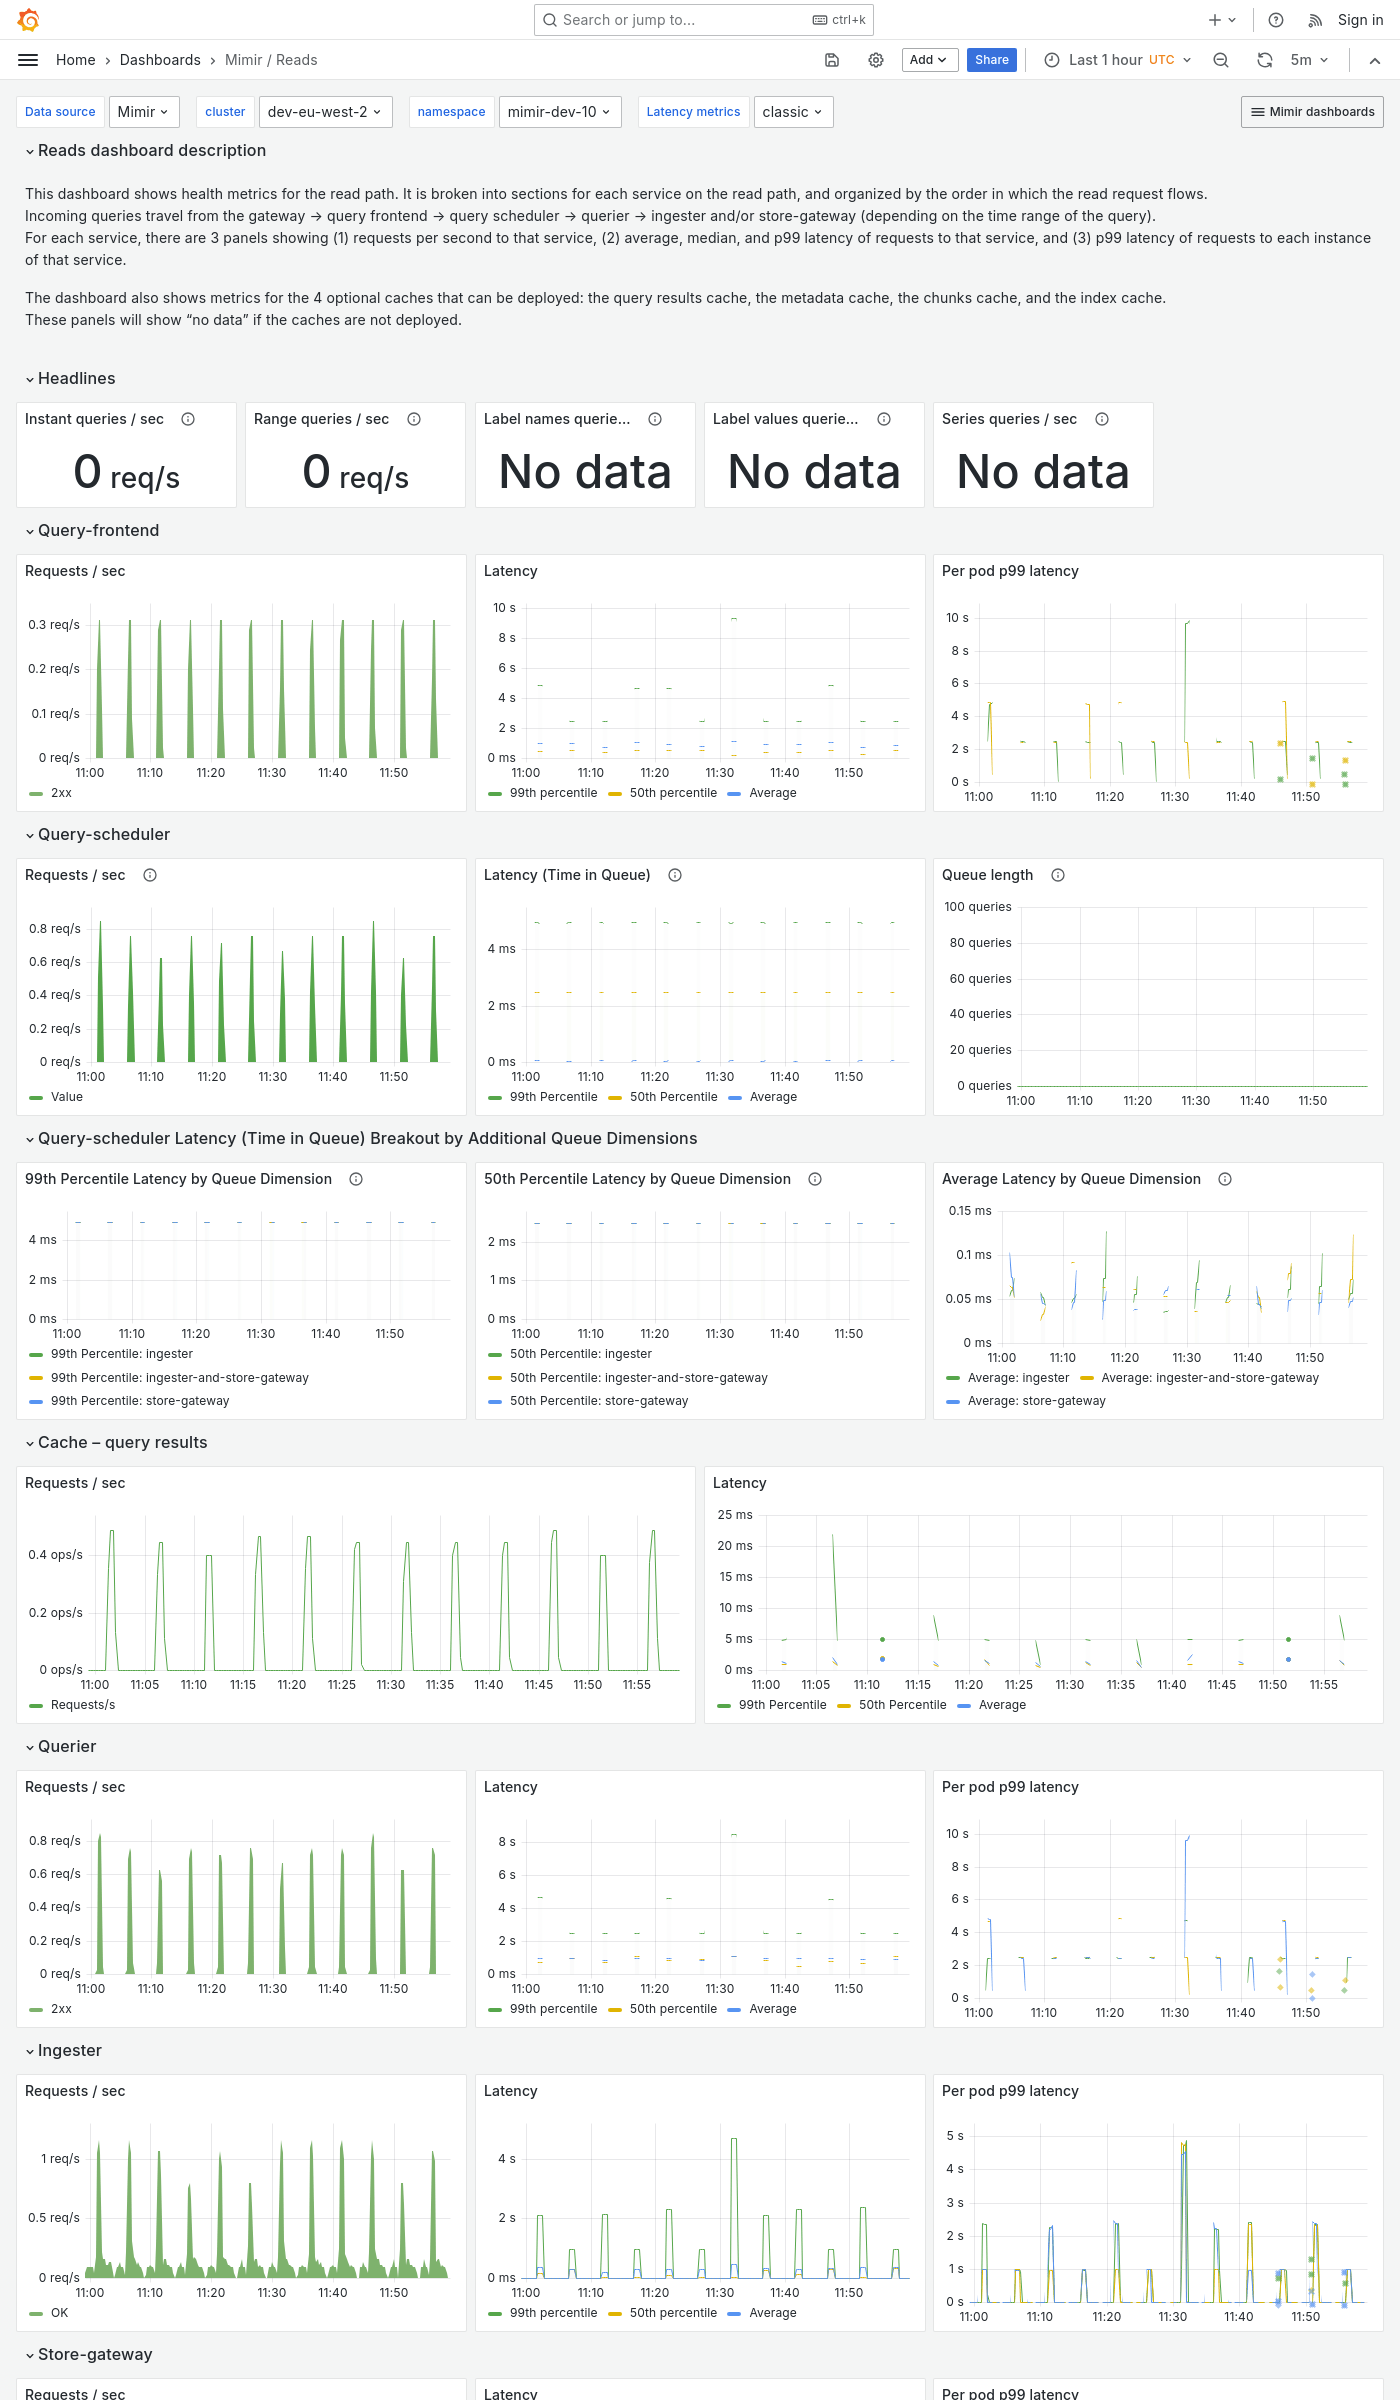 Search or jump to...
ctrl+k
Sign in
Home › Dashboards › Mimir / Reads
Add
Share
Last 1 hour UTC
5m
Data source Mimir
cluster dev-eu-west-2
namespace mimir-dev-10
Latency metrics classic
Mimir dashboards
Reads dashboard description
This dashboard shows health metrics for the read path. It is broken into sections for each service on the read path, and organized by the order in which the read request flows.
Incoming queries travel from the gateway → query frontend → query scheduler → querier → ingester and/or store-gateway (depending on the time range of the query).
For each service, there are 3 panels showing (1) requests per second to that service, (2) average, median, and p99 latency of requests to that service, and (3) p99 latency of requests to each instance
of that service.
The dashboard also shows metrics for the 4 optional caches that can be deployed: the query results cache, the metadata cache, the chunks cache, and the index cache.
These panels will show “no data” if the caches are not deployed.
Headlines
Instant queries / sec
0 req/s
Range queries / sec
0 req/s
Label names querie...
No data
Label values querie...
No data
Series queries / sec
No data
Query-frontend
Requests / sec
0.3 req/s
0.2 req/s
0.1 req/s
0 req/s
11:00 11:10 11:20 11:30 11:40 11:50
2xx
Latency
10 s
8 s
6 s
4 s
2 s
0 ms
11:00 11:10 11:20 11:30 11:40 11:50
99th percentile 50th percentile Average
Per pod p99 latency
10 s
8 s
6 s
4 s
2 s
0 s
11:00 11:10 11:20 11:30 11:40 11:50
Query-scheduler
Requests / sec
0.8 req/s
0.6 req/s
0.4 req/s
0.2 req/s
0 req/s
11:00 11:10 11:20 11:30 11:40 11:50
Value
Latency (Time in Queue)
4 ms
2 ms
0 ms
11:00 11:10 11:20 11:30 11:40 11:50
99th Percentile 50th Percentile Average
Queue length
100 queries
80 queries
60 queries
40 queries
20 queries
0 queries
11:00 11:10 11:20 11:30 11:40 11:50
Query-scheduler Latency (Time in Queue) Breakout by Additional Queue Dimensions
99th Percentile Latency by Queue Dimension
4 ms
2 ms
0 ms
11:00 11:10 11:20 11:30 11:40 11:50
99th Percentile: ingester
99th Percentile: ingester-and-store-gateway
99th Percentile: store-gateway
50th Percentile Latency by Queue Dimension
2 ms
1 ms
0 ms
11:00 11:10 11:20 11:30 11:40 11:50
50th Percentile: ingester
50th Percentile: ingester-and-store-gateway
50th Percentile: store-gateway
Average Latency by Queue Dimension
0.15 ms
0.1 ms
0.05 ms
0 ms
11:00 11:10 11:20 11:30 11:40 11:50
Average: ingester Average: ingester-and-store-gateway
Average: store-gateway
Cache – query results
Requests / sec
0.4 ops/s
0.2 ops/s
0 ops/s
11:00 11:05 11:10 11:15 11:20 11:25 11:30 11:35 11:40 11:45 11:50 11:55
Requests/s
Latency
25 ms
20 ms
15 ms
10 ms
5 ms
0 ms
11:00 11:05 11:10 11:15 11:20 11:25 11:30 11:35 11:40 11:45 11:50 11:55
99th Percentile 50th Percentile Average
Querier
Requests / sec
0.8 req/s
0.6 req/s
0.4 req/s
0.2 req/s
0 req/s
11:00 11:10 11:20 11:30 11:40 11:50
2xx
Latency
8 s
6 s
4 s
2 s
0 ms
11:00 11:10 11:20 11:30 11:40 11:50
99th percentile 50th percentile Average
Per pod p99 latency
10 s
8 s
6 s
4 s
2 s
0 s
11:00 11:10 11:20 11:30 11:40 11:50
Ingester
Requests / sec
1 req/s
0.5 req/s
0 req/s
11:00 11:10 11:20 11:30 11:40 11:50
OK
Latency
4 s
2 s
0 ms
11:00 11:10 11:20 11:30 11:40 11:50
99th percentile 50th percentile Average
Per pod p99 latency
5 s
4 s
3 s
2 s
1 s
0 s
11:00 11:10 11:20 11:30 11:40 11:50
Store-gateway
Requests / sec
Latency
Per pod p99 latency